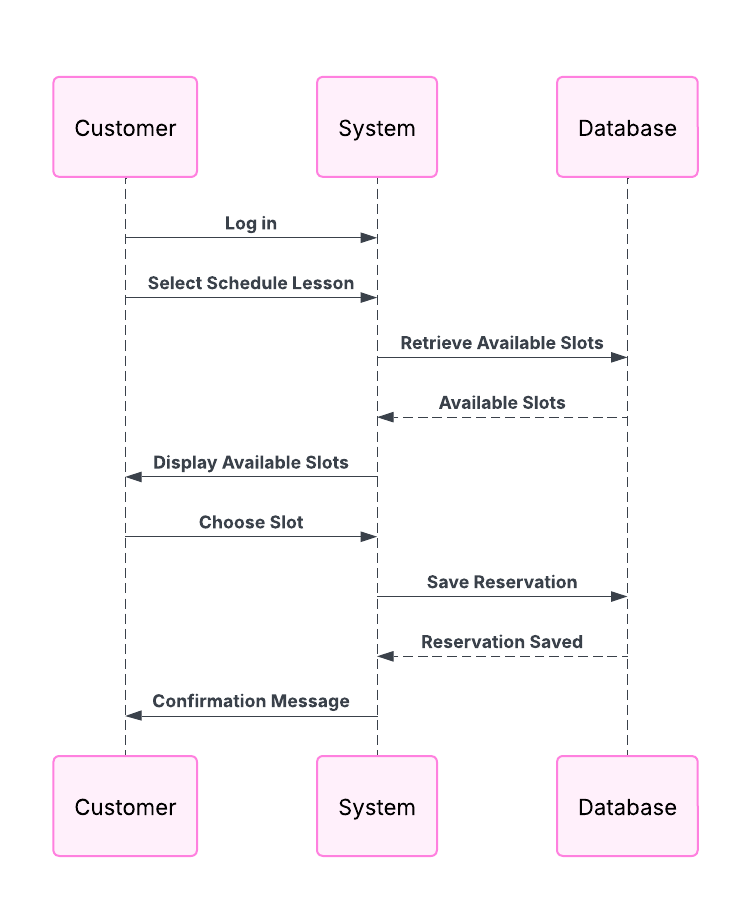 Customer
System
Database
Log in
Select Schedule Lesson
Retrieve Available Slots
Available Slots
Display Available Slots
Choose Slot
Save Reservation
Reservation Saved
Confirmation Message
Customer
System
Database